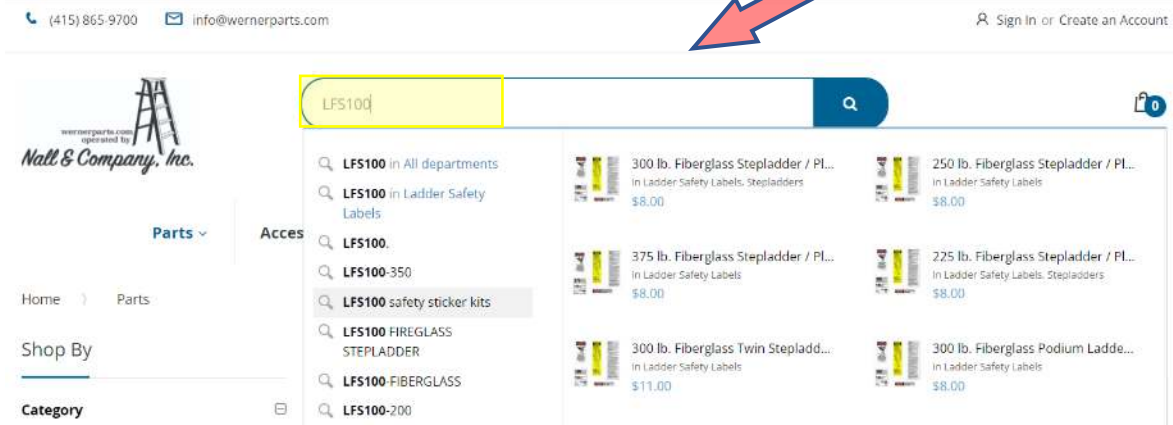 (415) 865-9700 info@wernerparts.com Sign In or Create an Account
wernerparts.com
operated by
Nall & Company, Inc.
LFS100
0
Parts
Acces
Home Parts
Shop By
Category
LFS100 in All departments
LFS100 in Ladder Safety
Labels
LFS100.
LFS100-350
LFS100 safety sticker kits
LFS100 FIREGLASS
STEPLADDER
LFS100-FIBERGLASS
LFS100-200
300 lb. Fiberglass Stepladder / Pl...
in Ladder Safety Labels, Stepladders
$8.00
250 lb. Fiberglass Stepladder / Pl...
in Ladder Safety Labels
$8.00
375 lb. Fiberglass Stepladder / Pl...
in Ladder Safety Labels
$8.00
225 lb. Fiberglass Stepladder / Pl...
in Ladder Safety Labels, Stepladders
$8.00
300 lb. Fiberglass Twin Stepladd...
in Ladder Safety Labels
$11.00
300 lb. Fiberglass Podium Ladde...
in Ladder Safety Labels
$8.00